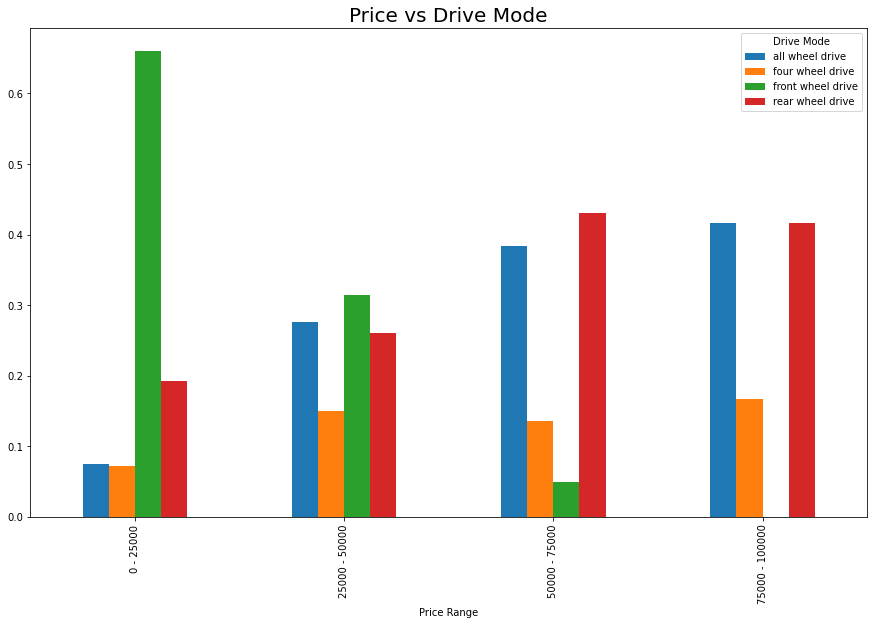 Price vs Drive Mode
Drive Mode
all wheel drive
four wheel drive
front wheel drive
rear wheel drive
0.6
0.5
0.4
0.3
0.2
0.1
0.0
0 - 25000
25000 - 50000
50000 - 75000
75000 - 100000
Price Range